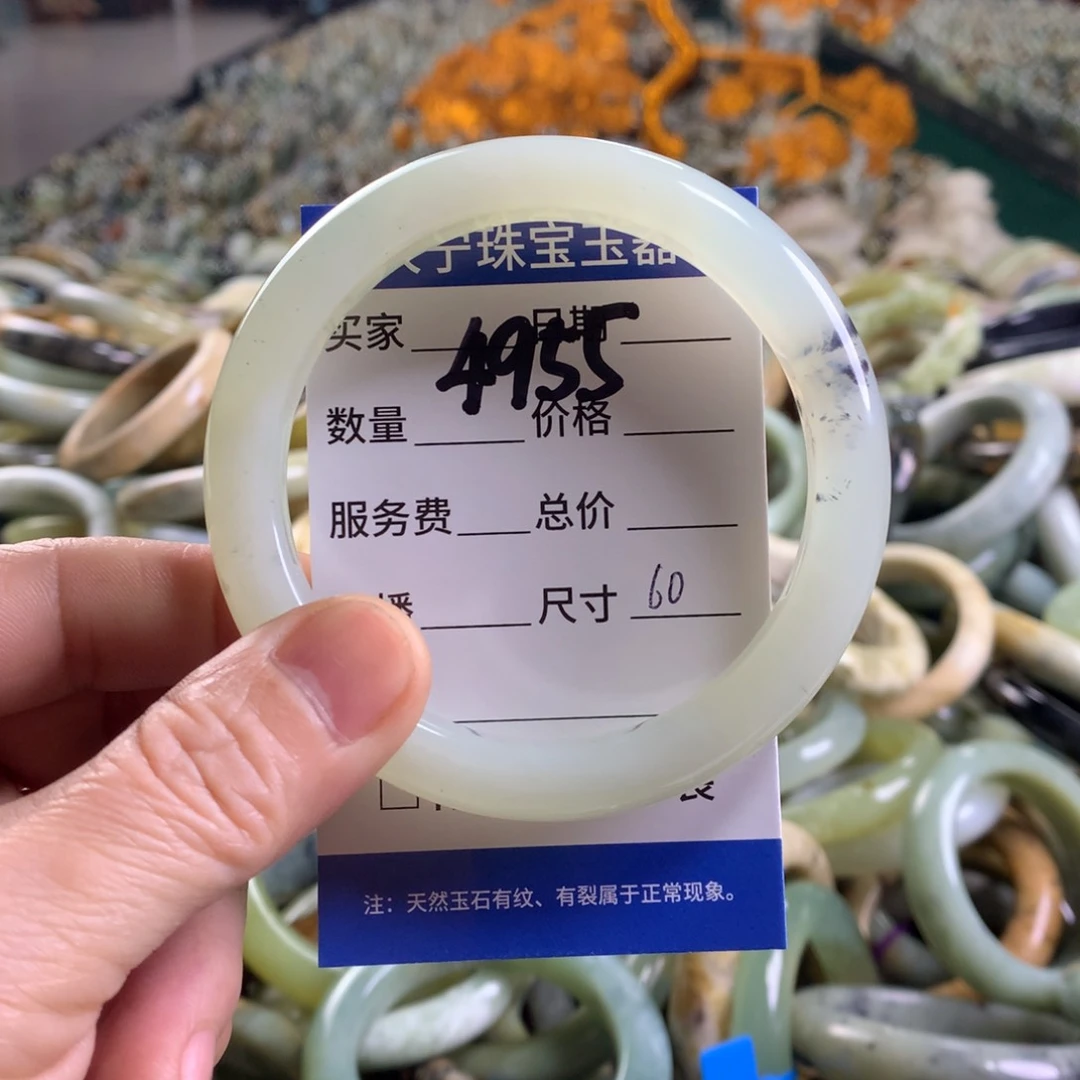 宁珠宝玉器
买家 日期
4955
数量 价格
服务费 总价
播 尺寸 60
注：天然玉石有纹、有裂属于正常现象。